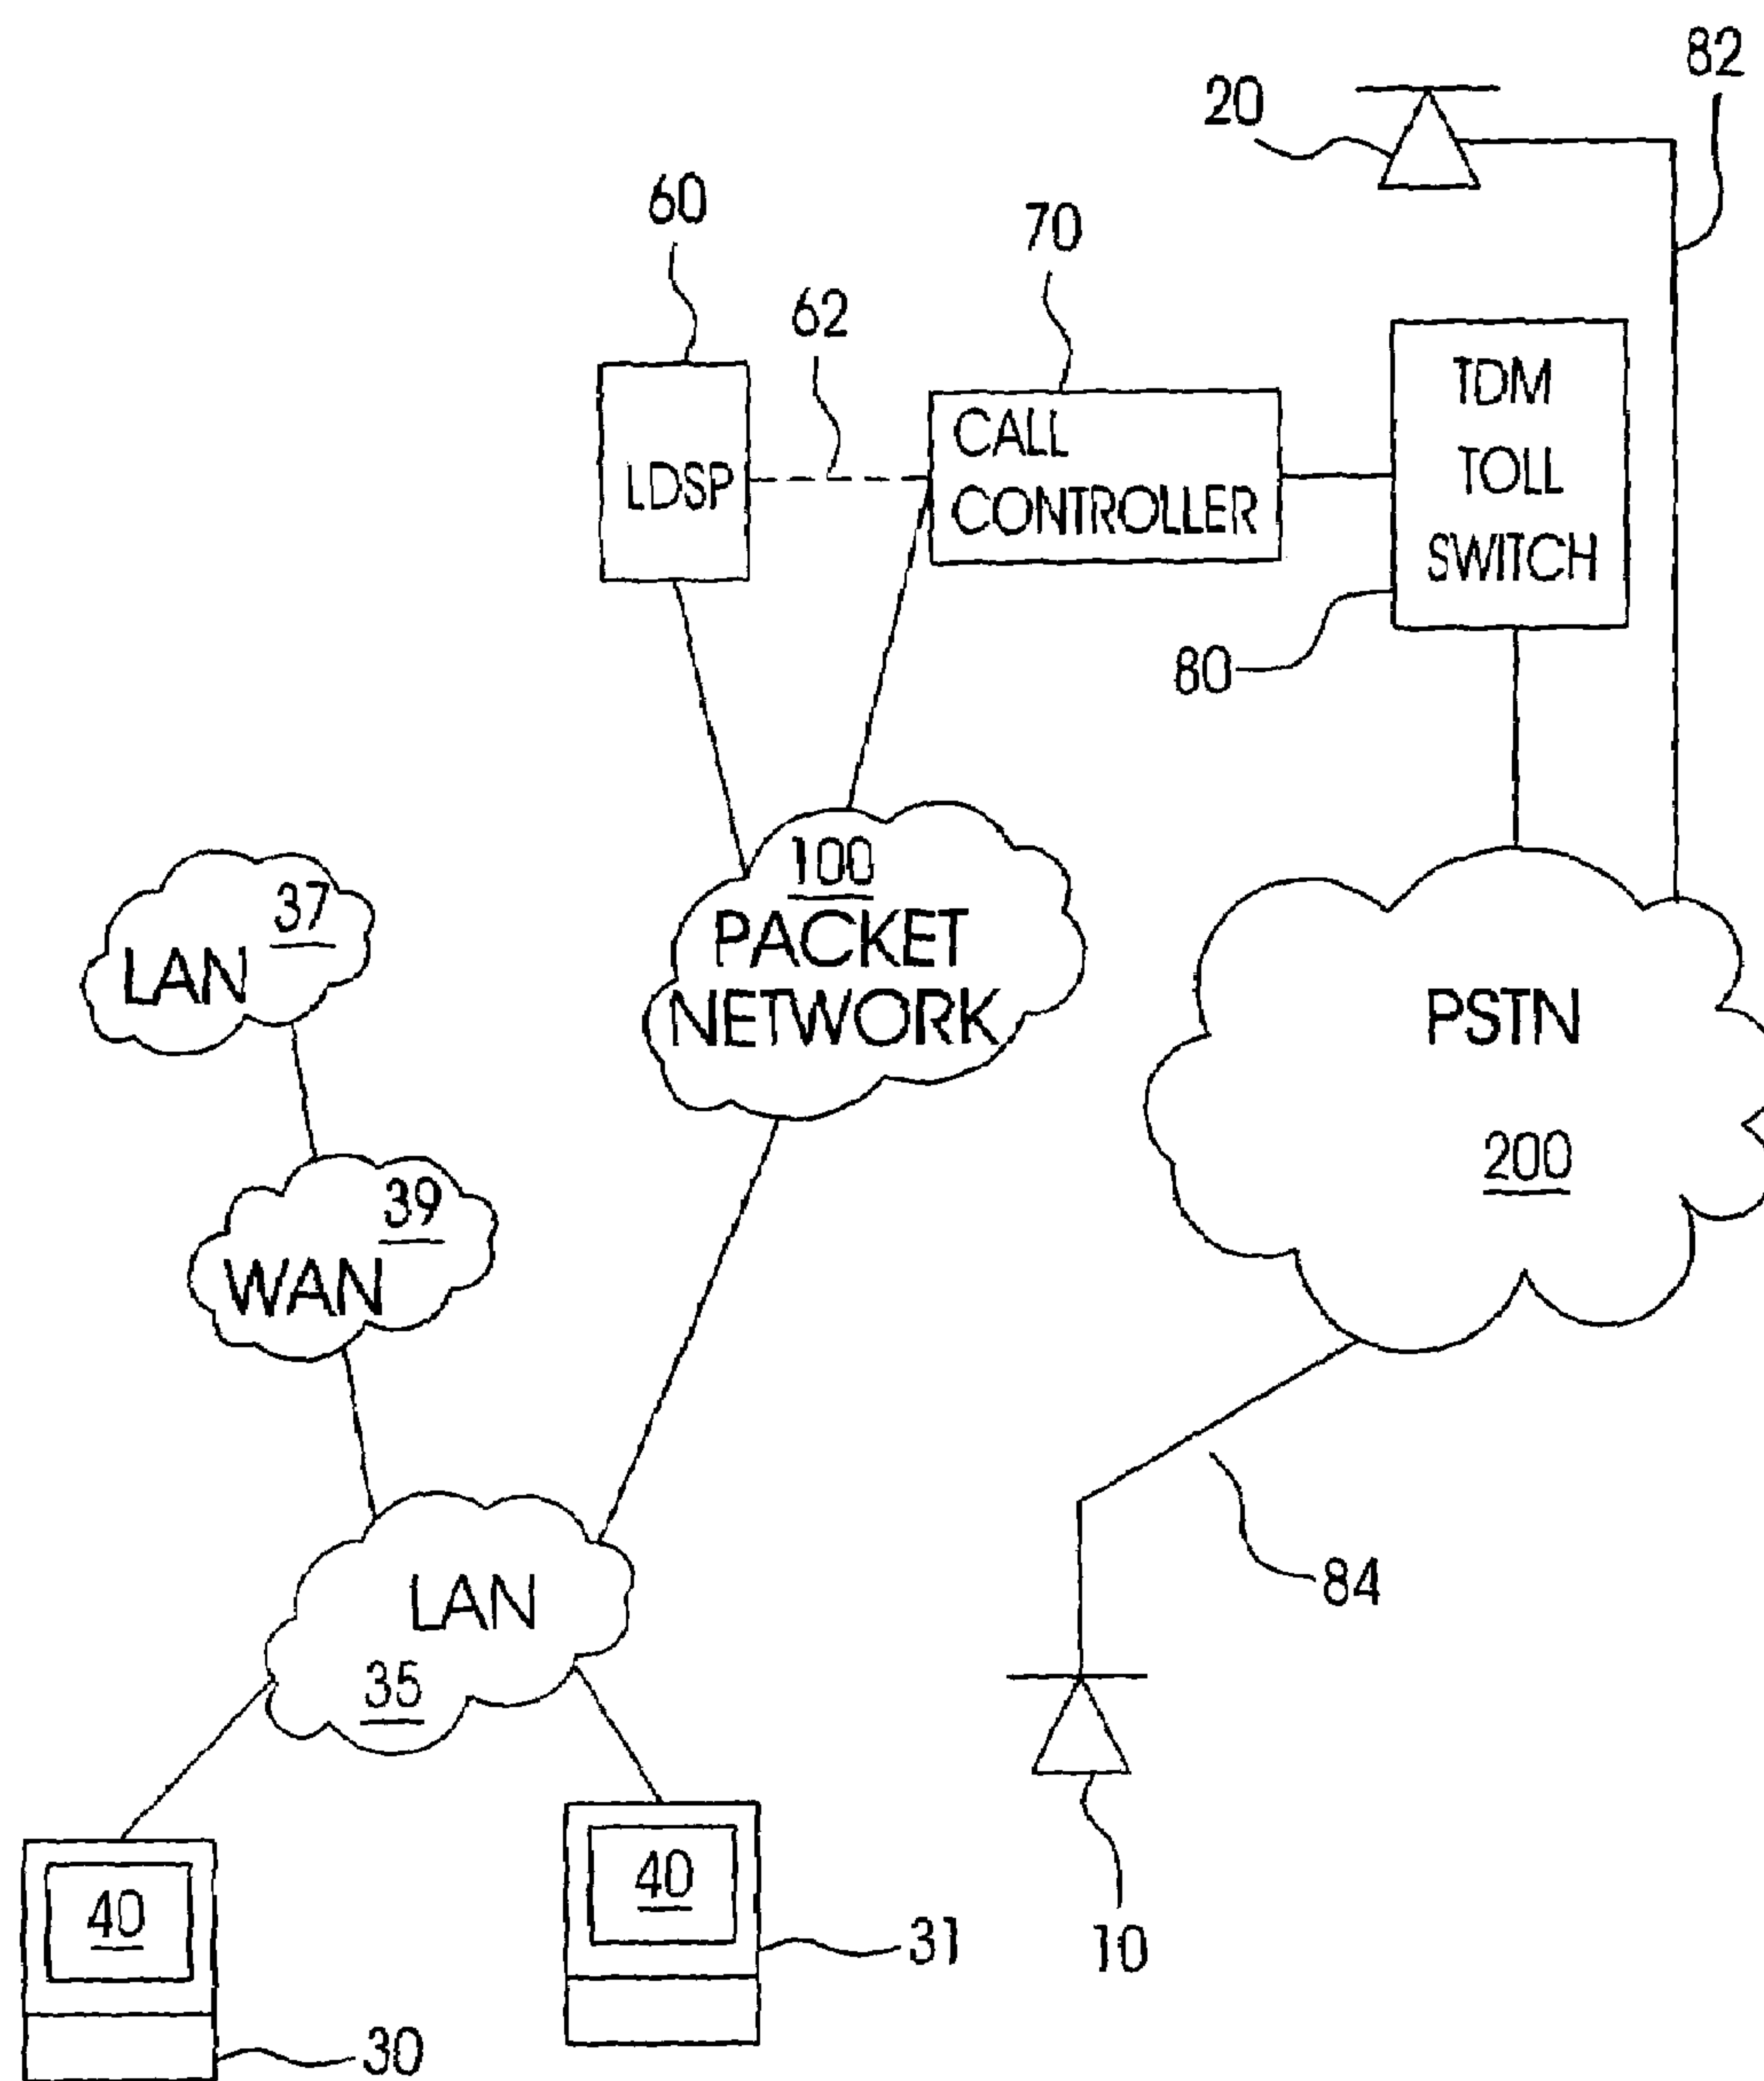 82
20
60
70
62
TDM
TOLL
SWITCH
CALL
CONTROLLER
LDSP
80
100
PACKET
NETWORK
37
LAN
PSTN
200
39
WAN
84
LAN
35
40
40
31
10
30